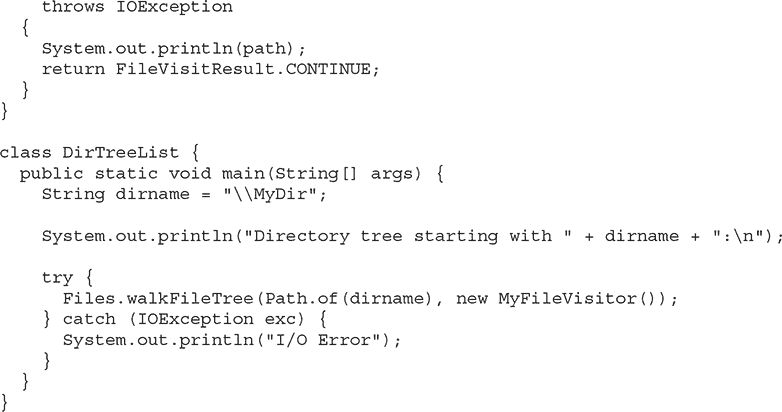 throws IOException
  {
    System.out.println(path);
    return FileVisitResult.CONTINUE;
  }
}

class DirTreeList {
  public static void main(String[] args) {
    String dirname = "\\MyDir";

    System.out.println("Directory tree starting with " + dirname + ":\n");

    try {
      Files.walkFileTree(Path.of(dirname), new MyFileVisitor());
    } catch (IOException exc) {
      System.out.println("I/O Error");
    }
  }
}